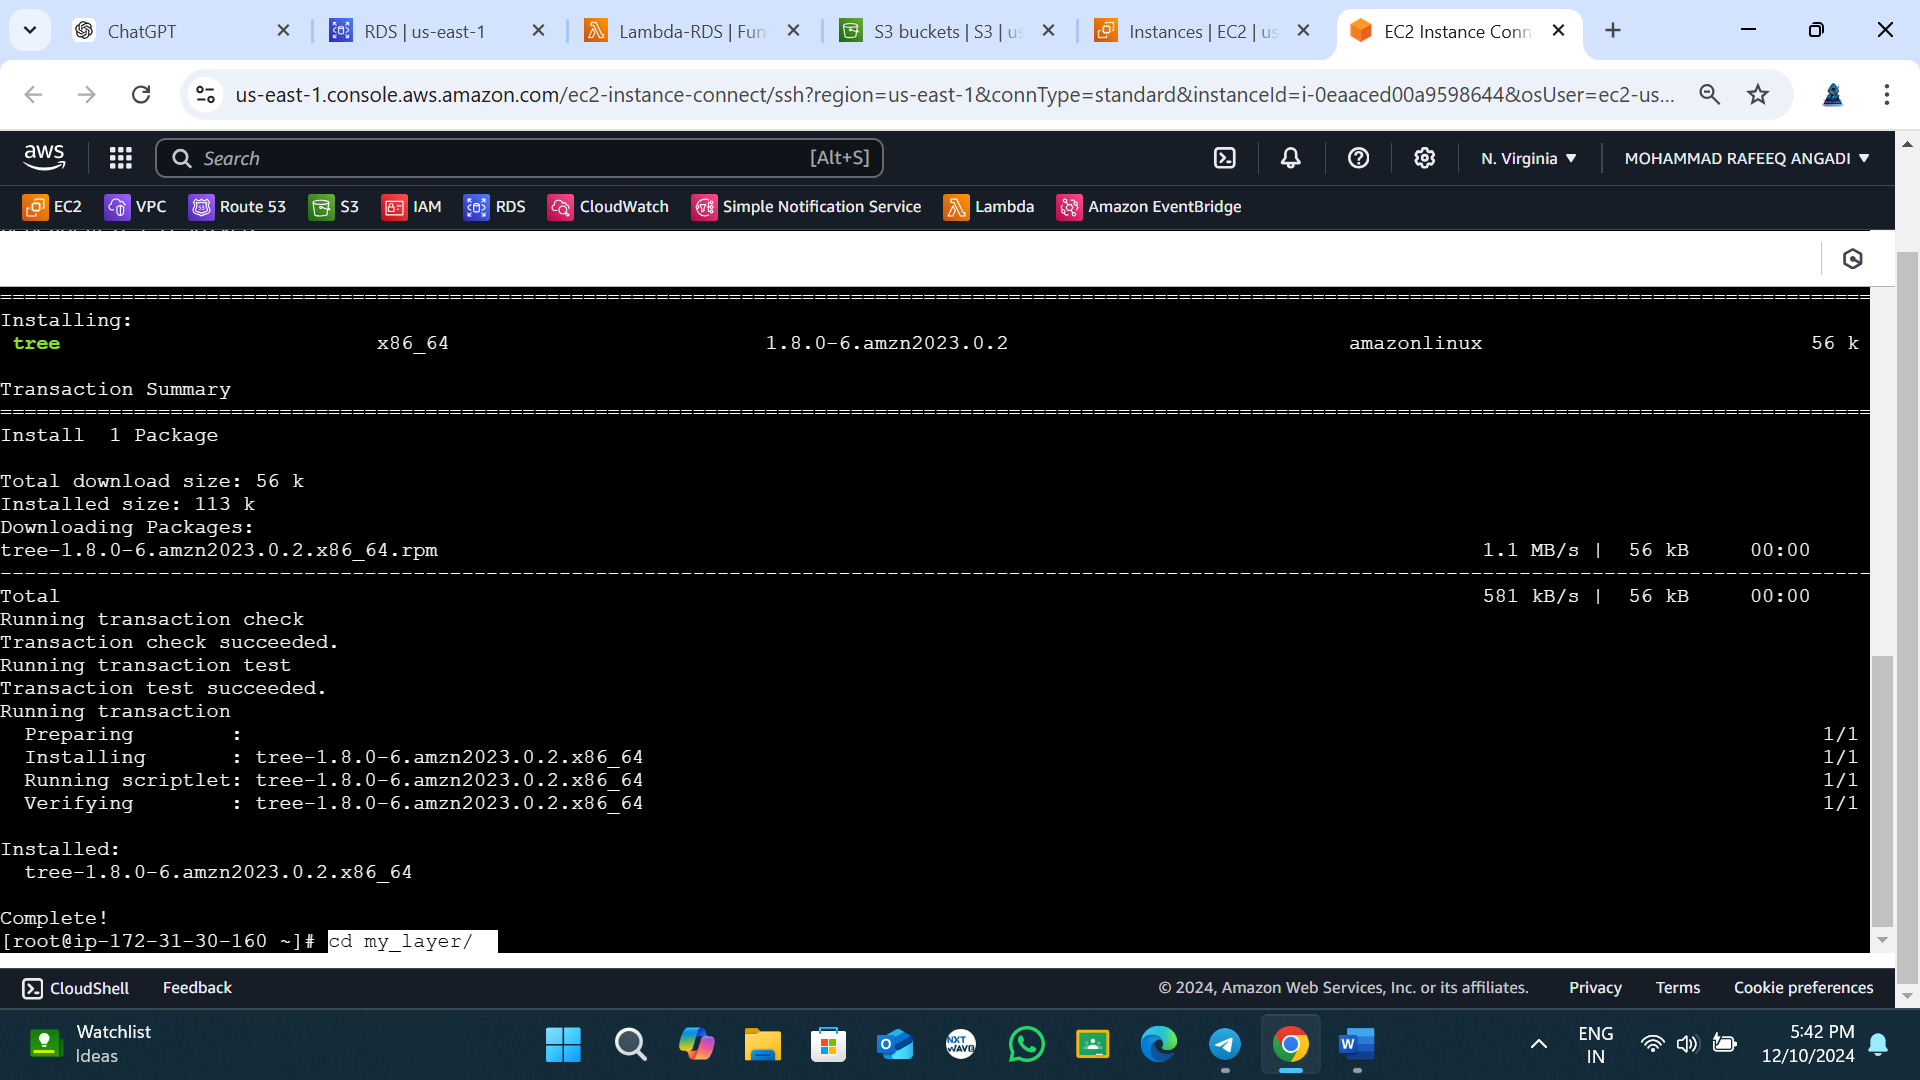 ChatGPT
RDS | us-east-1
Lambda-RDS | Fun
S3 buckets | S3 | us
Instances | EC2 | us
EC2 Instance Conn
us-east-1.console.aws.amazon.com/ec2-instance-connect/ssh?region=us-east-1&connType=standard&instanceId=i-0eaaced00a9598644&osUser=ec2-us...
aws
Search
[Alt+S]
N. Virginia
MOHAMMAD RAFEEQ ANGADI
EC2
VPC
Route 53
S3
IAM
RDS
CloudWatch
Simple Notification Service
Lambda
Amazon EventBridge
================================================================================
Installing:
tree x86_64 1.8.0-6.amzn2023.0.2 amazonlinux 56 k
Transaction Summary
================================================================================
Install 1 Package
Total download size: 56 k
Installed size: 113 k
Downloading Packages:
tree-1.8.0-6.amzn2023.0.2.x86_64.rpm 1.1 MB/s | 56 kB 00:00
--------------------------------------------------------------------------------
Total 581 kB/s | 56 kB 00:00
Running transaction check
Transaction check succeeded.
Running transaction test
Transaction test succeeded.
Running transaction
Preparing : 1/1
Installing : tree-1.8.0-6.amzn2023.0.2.x86_64 1/1
Running scriptlet: tree-1.8.0-6.amzn2023.0.2.x86_64 1/1
Verifying : tree-1.8.0-6.amzn2023.0.2.x86_64 1/1
Installed:
tree-1.8.0-6.amzn2023.0.2.x86_64
Complete!
[root@ip-172-31-30-160 ~]# cd my_layer/
CloudShell
Feedback
© 2024, Amazon Web Services, Inc. or its affiliates.
Privacy
Terms
Cookie preferences
Watchlist
Ideas
NXT
WAVE
ENG
IN
5:42 PM
12/10/2024